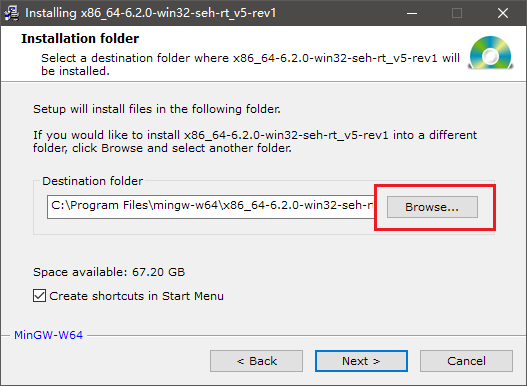 Installing x86_64-6.2.0-win32-seh-rt_v5-rev1
Installation folder
Select a destination folder where x86_64-6.2.0-win32-seh-rt_v5-rev1 will
be installed.
Setup will install files in the following folder.
If you would like to install x86_64-6.2.0-win32-seh-rt_v5-rev1 into a different
folder, click Browse and select another folder.
Destination folder
C:\Program Files\mingw-w64\x86_64-6.2.0-win32-seh-r
Browse...
Space available: 67.20 GB
Create shortcuts in Start Menu
MinGW-W64
< Back
Next >
Cancel